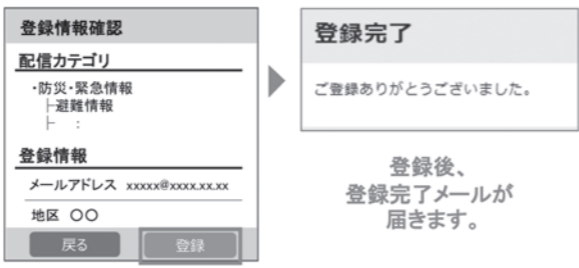 登録情報確認
配信カテゴリ
・防災・緊急情報
├避難情報
├ :
登録情報
メールアドレス xxxxx@xxxx.xx.xx
地区 〇〇
戻る 登録
登録完了
ご登録ありがとうございました。
登録後、
登録完了メールが
届きます。